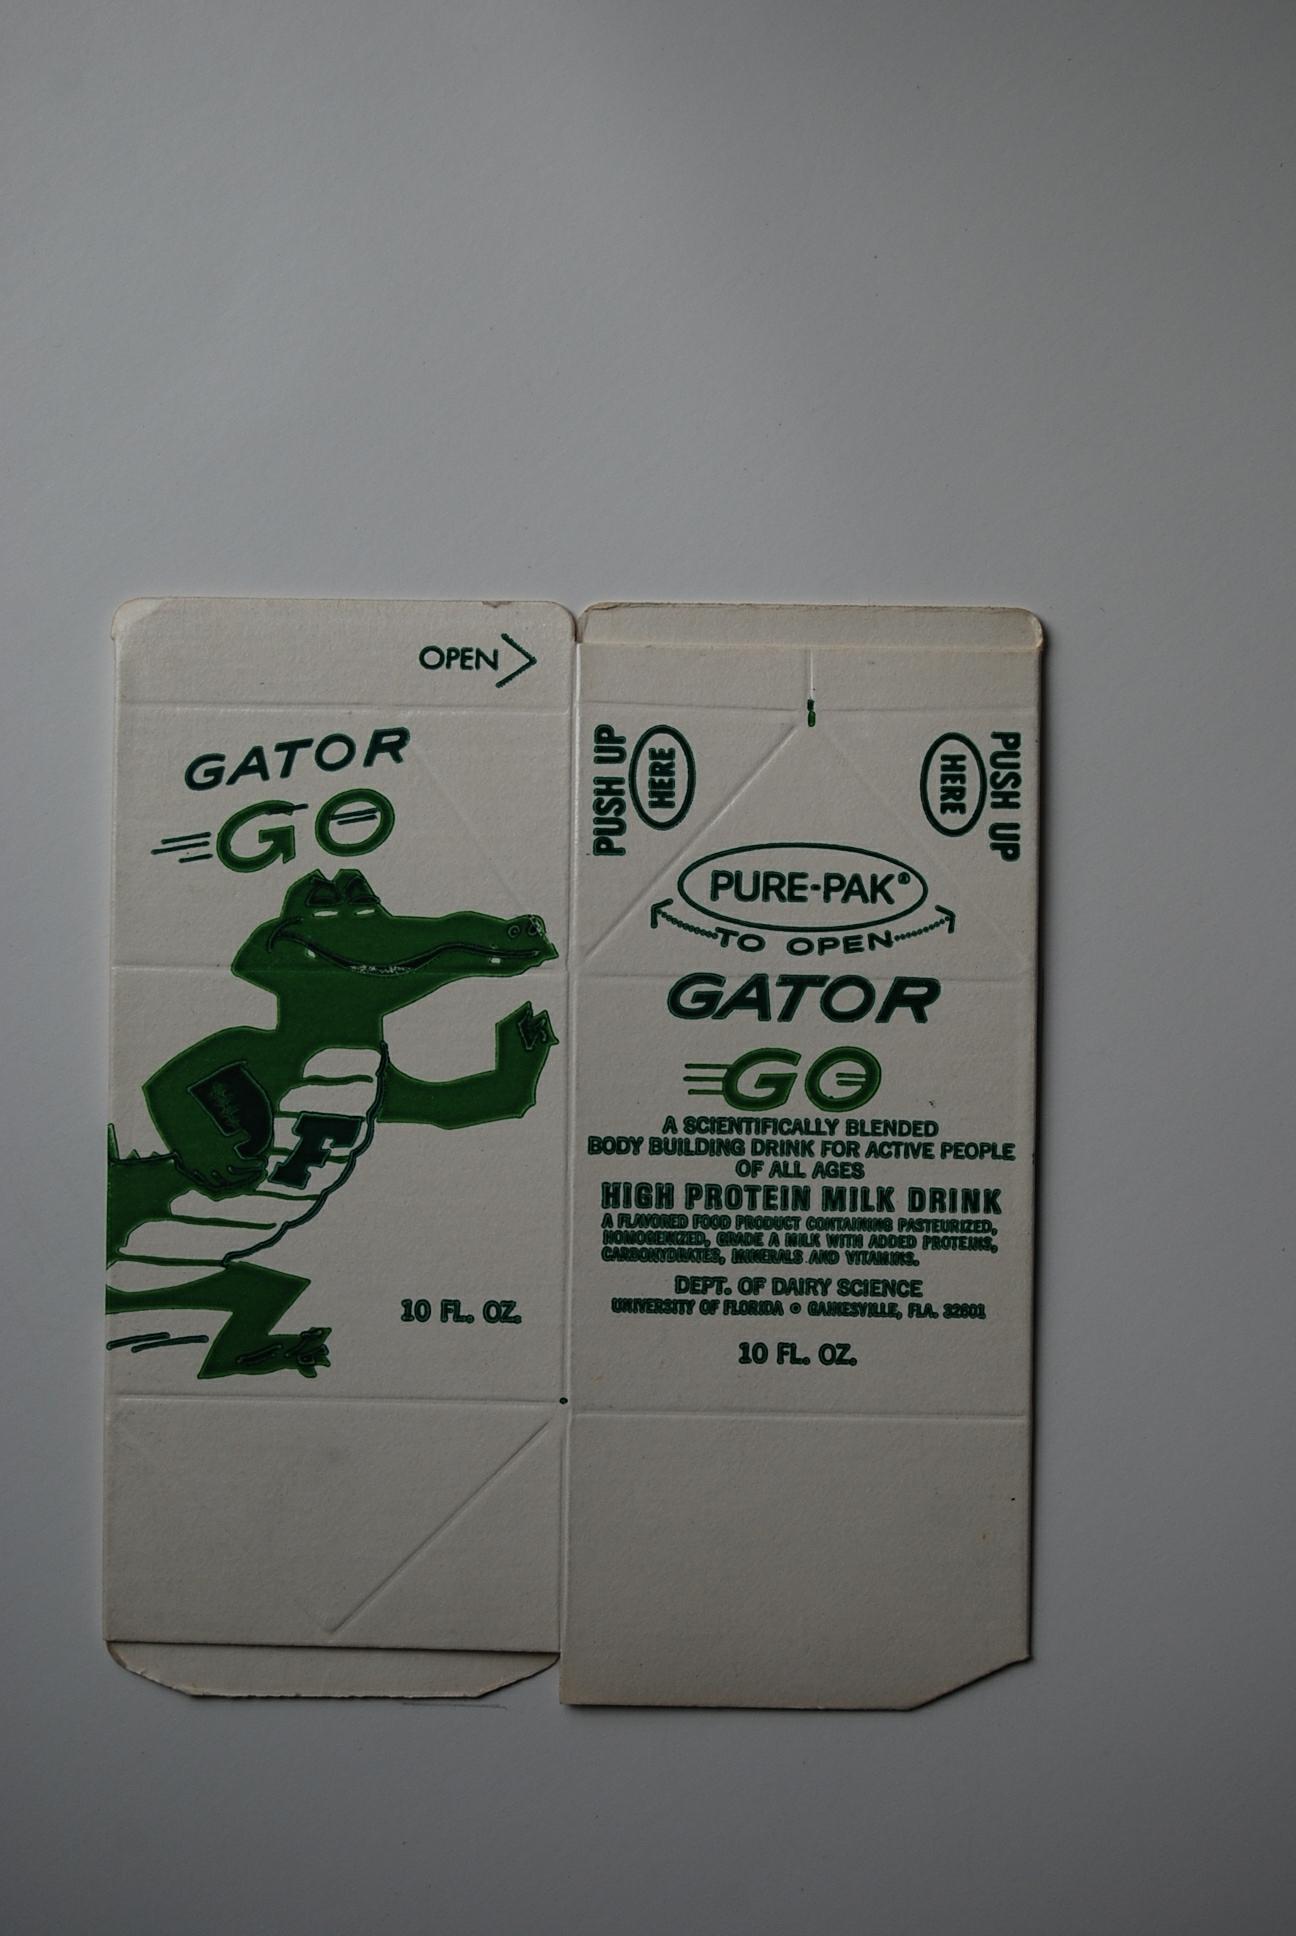 OPEN
GATOR
GO
F
10 FL. OZ.
PUSH UP
HERE
HERE
PUSH UP
PURE-PAK®
TO OPEN
GATOR
GO
A SCIENTIFICALLY BLENDED
BODY BUILDING DRINK FOR ACTIVE PEOPLE
OF ALL AGES
HIGH PROTEIN MILK DRINK
A FLAVORED FOOD PRODUCT CONTAINING PASTEURIZED,
HOMOGENIZED, GRADE A MILK WITH ADDED PROTEINS,
CARBOHYDRATES, MINERALS AND VITAMINS.
DEPT. OF DAIRY SCIENCE
UNIVERSITY OF FLORIDA • GAINESVILLE, FLA. 32601
10 FL. OZ.